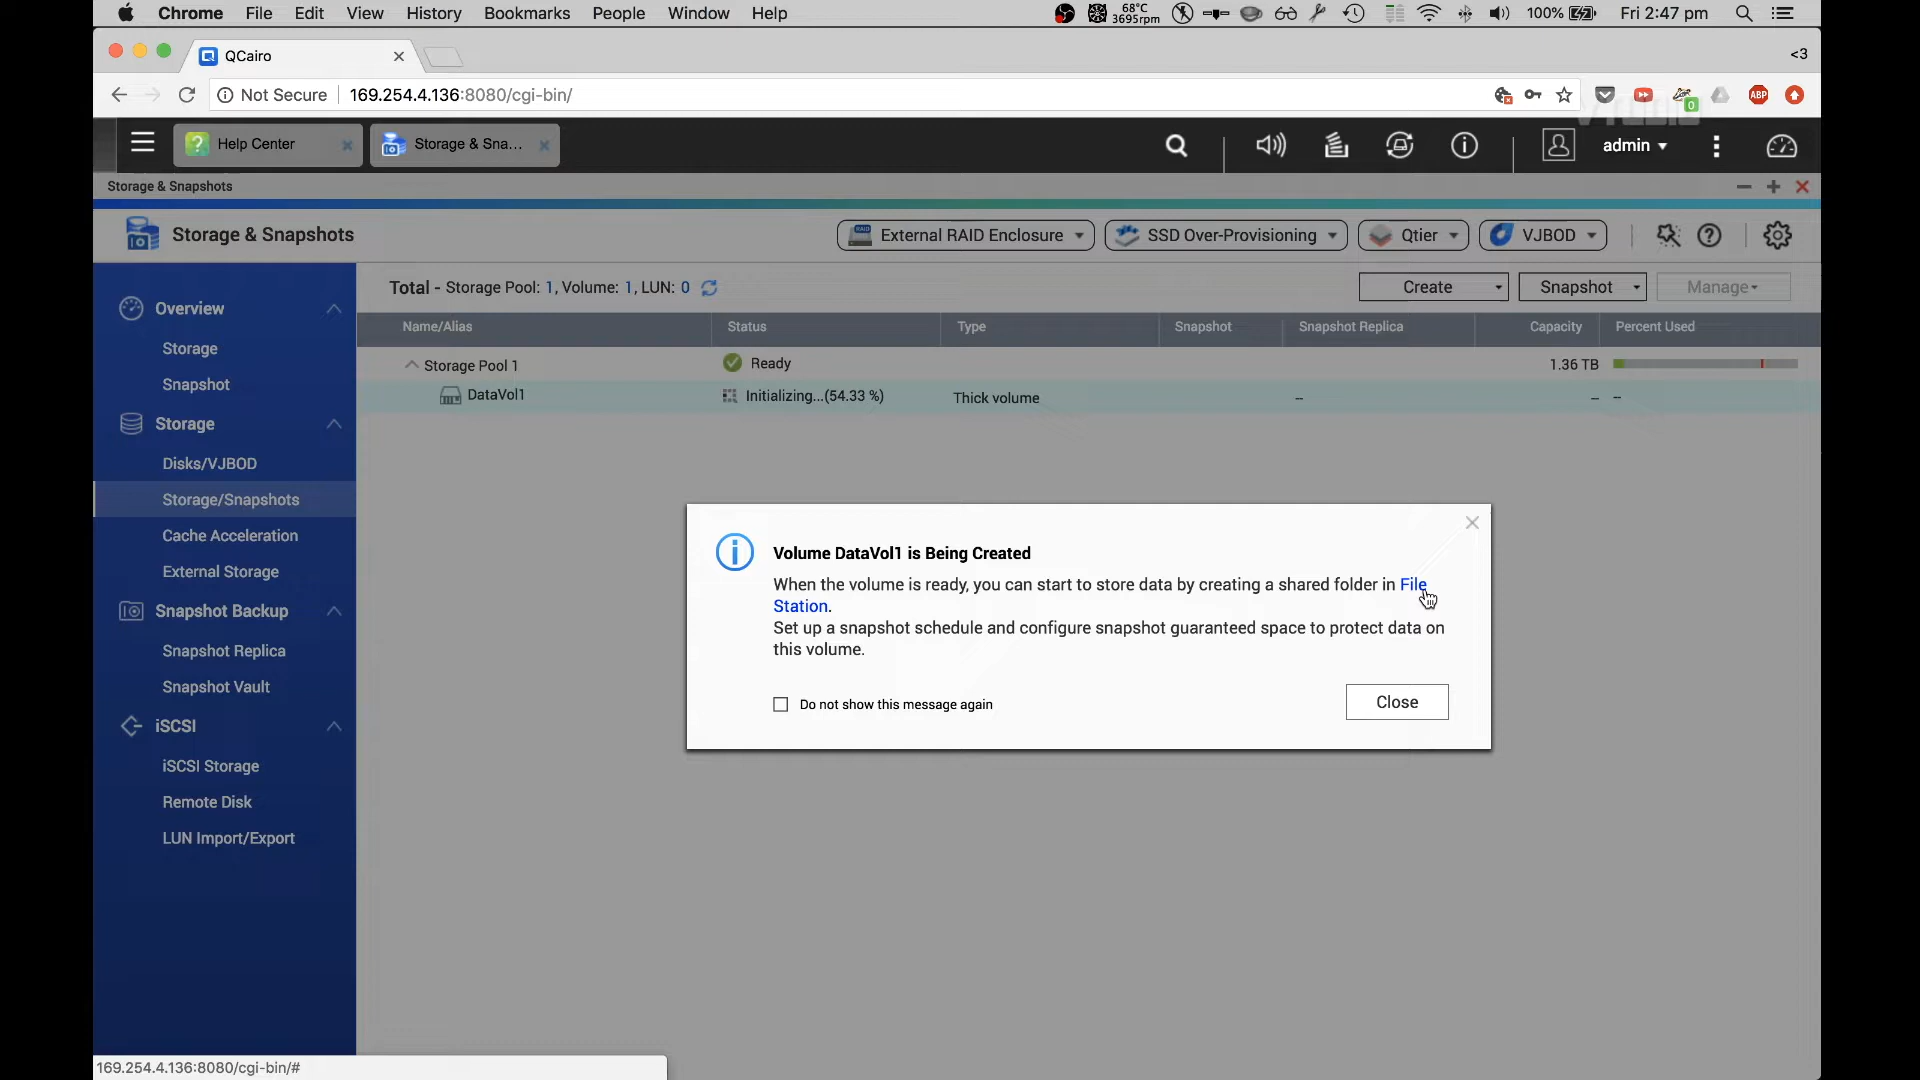 Chrome File Edit View History Bookmarks People Window Help 68°C 3695rpm 100% Fri 2:47 pm
QCairo <3
Not Secure 169.254.4.136:8080/cgi-bin/ 0 ABP
Help Center Storage & Sna... admin
Storage & Snapshots
Storage & Snapshots RAID External RAID Enclosure SSD Over-Provisioning Qtier VJBOD
Total - Storage Pool: 1, Volume: 1, LUN: 0 Create Snapshot Manage
Name/Alias Status Type Snapshot Snapshot Replica Capacity Percent Used
Storage Pool 1 Ready 1.36 TB
DataVol1 Initializing...(54.33 %) Thick volume -- -- --
Overview
Storage
Snapshot
Storage
Disks/VJBOD
Storage/Snapshots
Cache Acceleration
External Storage
Snapshot Backup
Snapshot Replica
Snapshot Vault
iSCSI
iSCSI Storage
Remote Disk
LUN Import/Export
Volume DataVol1 is Being Created
When the volume is ready, you can start to store data by creating a shared folder in File
Station.
Set up a snapshot schedule and configure snapshot guaranteed space to protect data on
this volume.
Do not show this message again Close
169.254.4.136:8080/cgi-bin/#